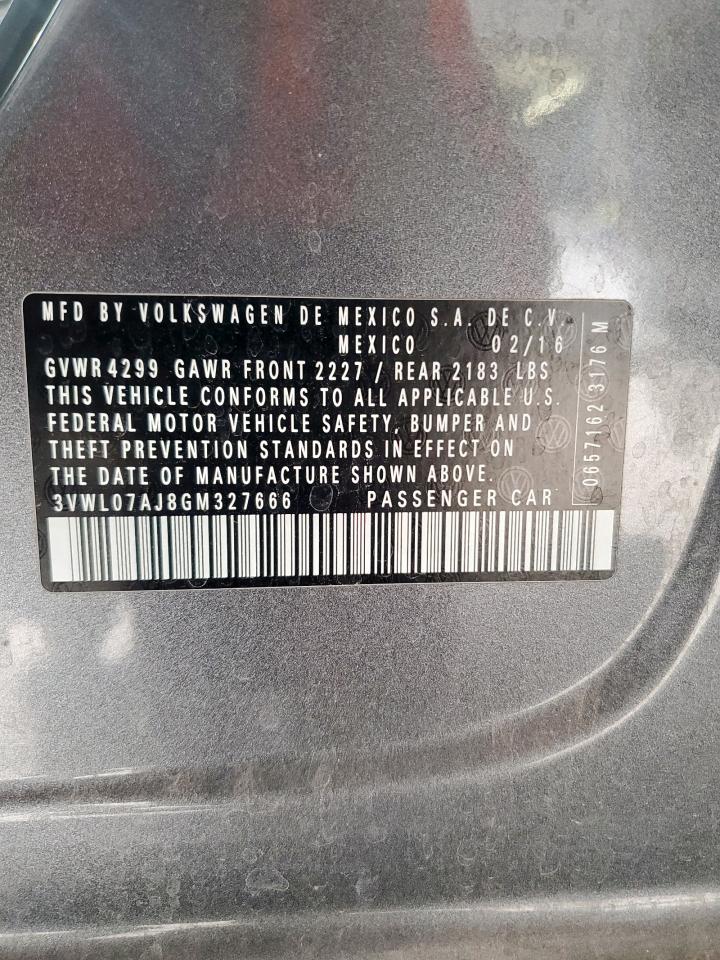 MFD BY VOLKSWAGEN DE MEXICO S.A. DE C.V.
MEXICO 02/16
GVWR 4299 GAWR FRONT 2227 / REAR 2183 LBS
THIS VEHICLE CONFORMS TO ALL APPLICABLE U.S.
FEDERAL MOTOR VEHICLE SAFETY, BUMPER AND
THEFT PREVENTION STANDARDS IN EFFECT ON
THE DATE OF MANUFACTURE SHOWN ABOVE.
3VWL07AJ8GM327666 PASSENGER CAR
0657162 3176 M